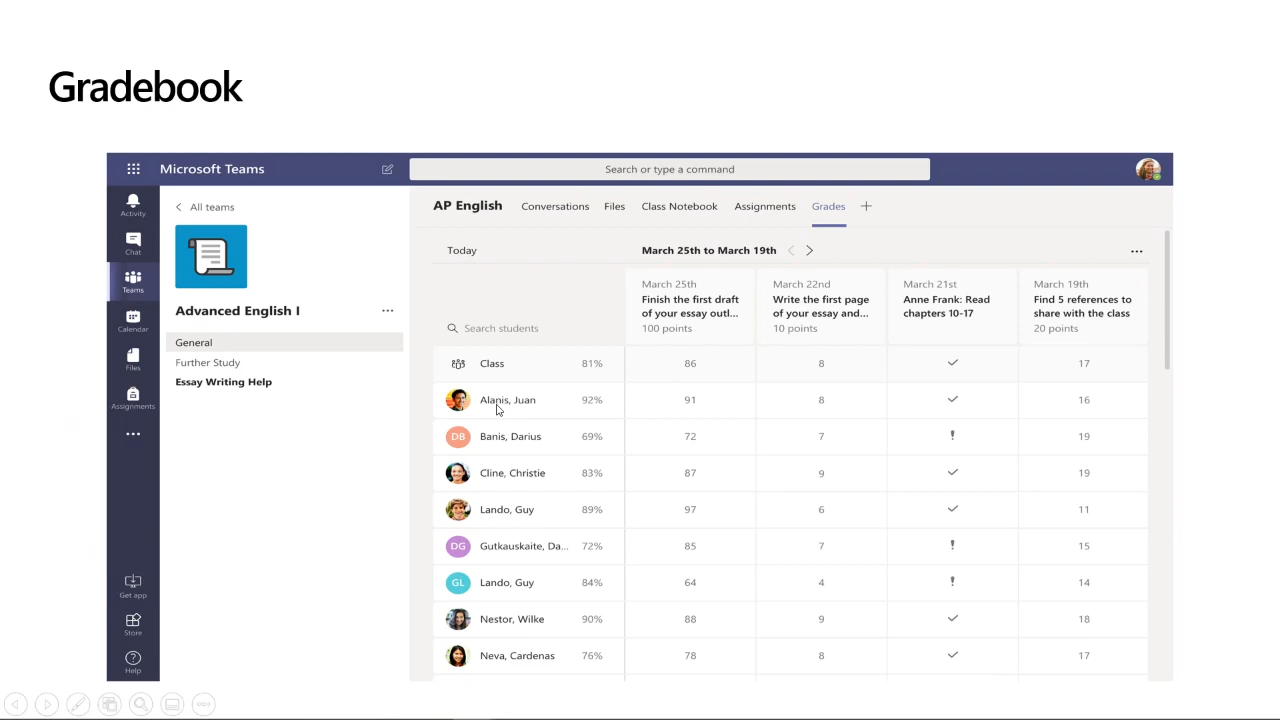 Gradebook
Microsoft Teams
Search or type a command
Activity
Chat
Teams
Calendar
Files
Assignments
Get app
Store
Help
All teams
Advanced English I
General
Further Study
Essay Writing Help
AP English Conversations Files Class Notebook Assignments Grades
Today March 25th to March 19th
March 25th
Finish the first draft
of your essay outl...
100 points
March 22nd
Write the first page
of your essay and...
10 points
March 21st
Anne Frank: Read
chapters 10-17
March 19th
Find 5 references to
share with the class
20 points
Search students
Class 81% 86 8 17
Alanis, Juan 92% 91 8 16
DB Banis, Darius 69% 72 7 19
Cline, Christie 83% 87 9 19
Lando, Guy 89% 97 6 11
DG Gutkauskaite, Da... 72% 85 7 15
GL Lando, Guy 84% 64 4 14
Nestor, Wilke 90% 88 9 18
Neva, Cardenas 76% 78 8 17